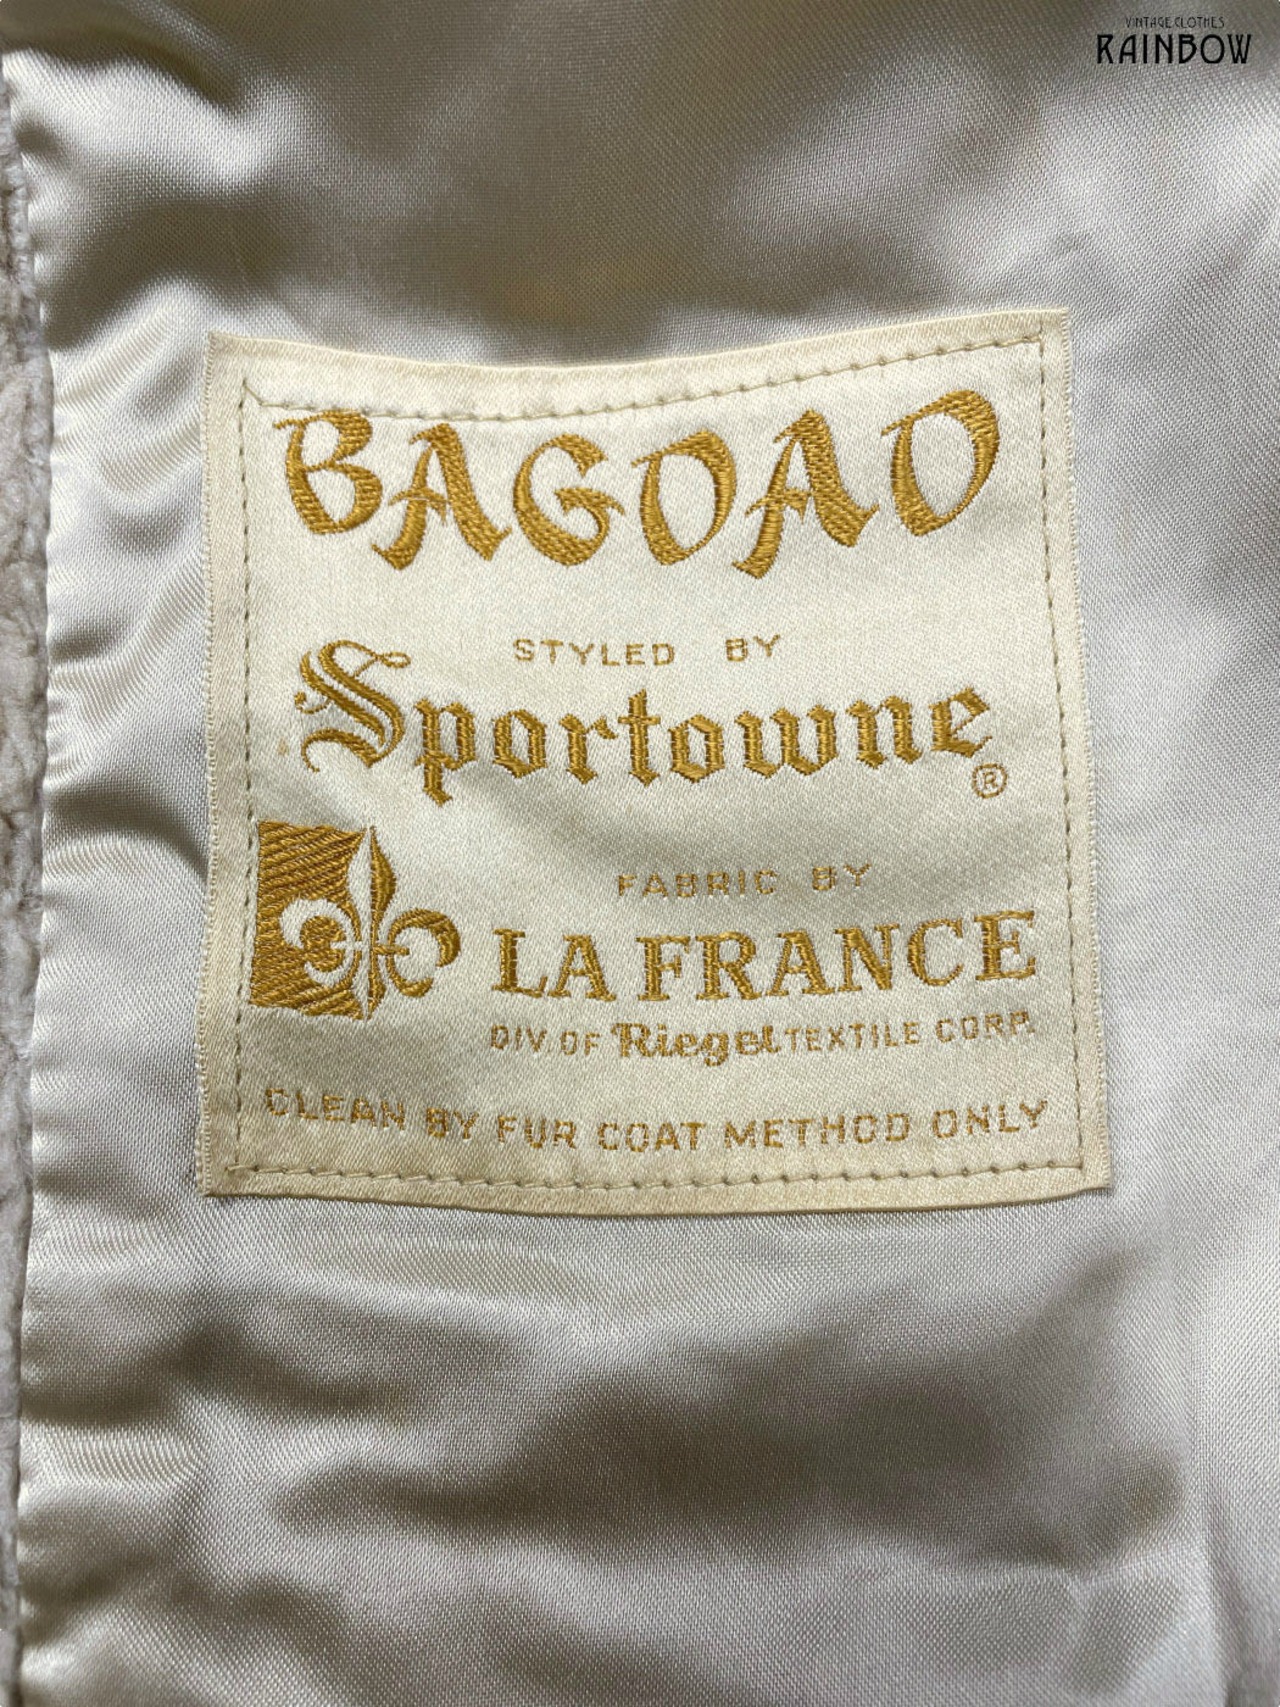 VINTAGE CLOTHES
RAINBOW
BAGOAO
STYLED BY
Sportowne®
FABRIC BY
LA FRANCE
DIV. OF Riegel TEXTILE CORP.
CLEAN BY FUR COAT METHOD ONLY